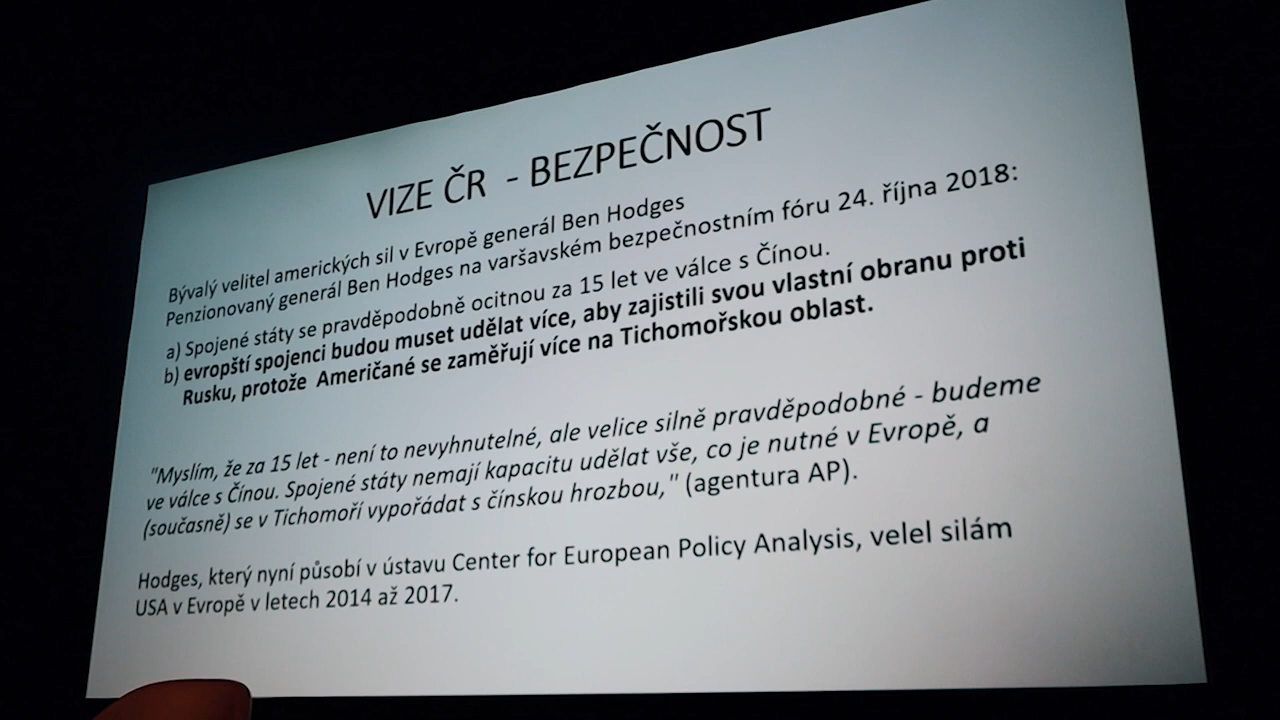 VIZE ČR - BEZPEČNOST
Bývalý velitel amerických sil v Evropě generál Ben Hodges
Penzionovaný generál Ben Hodges na varšavském bezpečnostním fóru 24. října 2018:
a) Spojené státy se pravděpodobně ocitnou za 15 let ve válce s Čínou.
b) evropští spojenci budou muset udělat více, aby zajistili svou vlastní obranu proti
Rusku, protože Američané se zaměřují více na Tichomořskou oblast.
"Myslím, že za 15 let - není to nevyhnutelné, ale velice silně pravděpodobné - budeme
ve válce s Čínou. Spojené státy nemají kapacitu udělat vše, co je nutné v Evropě, a
(současně) se v Tichomoří vypořádat s čínskou hrozbou," (agentura AP).
Hodges, který nyní působí v ústavu Center for European Policy Analysis, velel silám
USA v Evropě v letech 2014 až 2017.